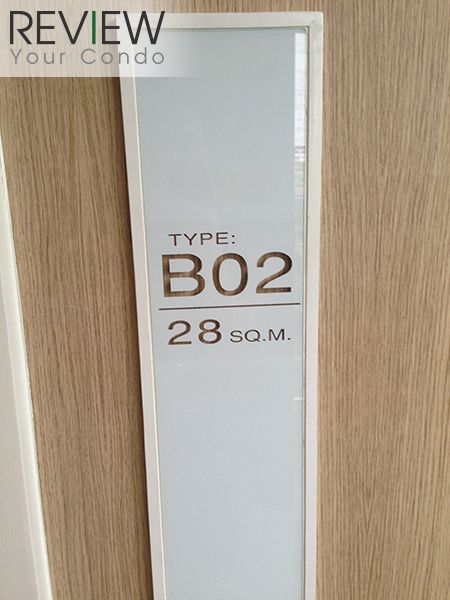 REVIEW
Your Condo
TYPE:
B02
28 SQ.M.